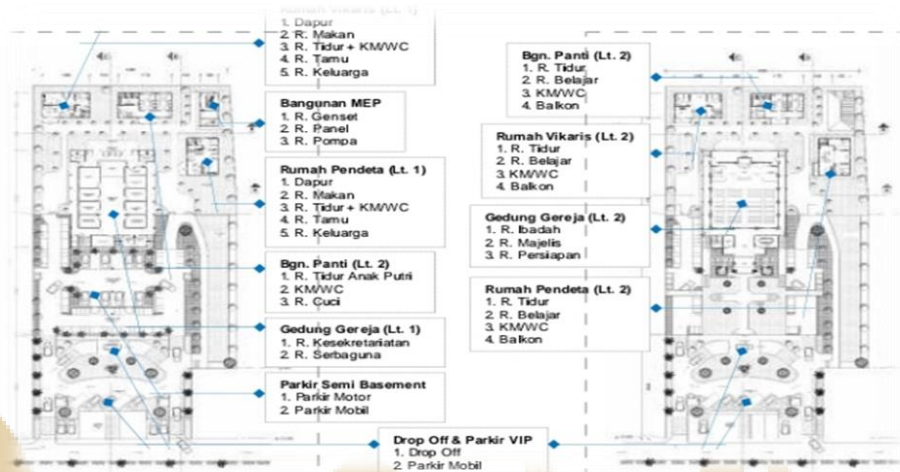 Rumah Vikaris (Lt. 1)
1. Dapur
2. R. Makan
3. R. Tidur + KM/WC
4. R. Tamu
5. R. Keluarga
Bangunan MEP
1. R. Genset
2. R. Panel
3. R. Pompa
Rumah Pendeta (Lt. 1)
1. Dapur
2. R. Makan
3. R. Tidur + KM/WC
4. R. Tamu
5. R. Keluarga
Bgn. Panti (Lt. 2)
1. R. Tidur Anak Putri
2. KM/WC
3. R. Cuci
Gedung Gereja (Lt. 1)
1. R. Kesekretariatan
2. R. Serbaguna
Parkir Semi Basement
1. Parkir Motor
2. Parkir Mobil
Bgn. Panti (Lt. 2)
1. R. Tidur
2. R. Belajar
3. KM/WC
4. Balkon
Rumah Vikaris (Lt. 2)
1. R. Tidur
2. R. Belajar
3. KM/WC
4. Balkon
Gedung Gereja (Lt. 2)
1. R. Ibadah
2. R. Majelis
3. R. Persiapan
Rumah Pendeta (Lt. 2)
1. R. Tidur
2. R. Belajar
3. KM/WC
4. Balkon
Drop Off & Parkir VIP
1. Drop Off
2. Parkir Mobil